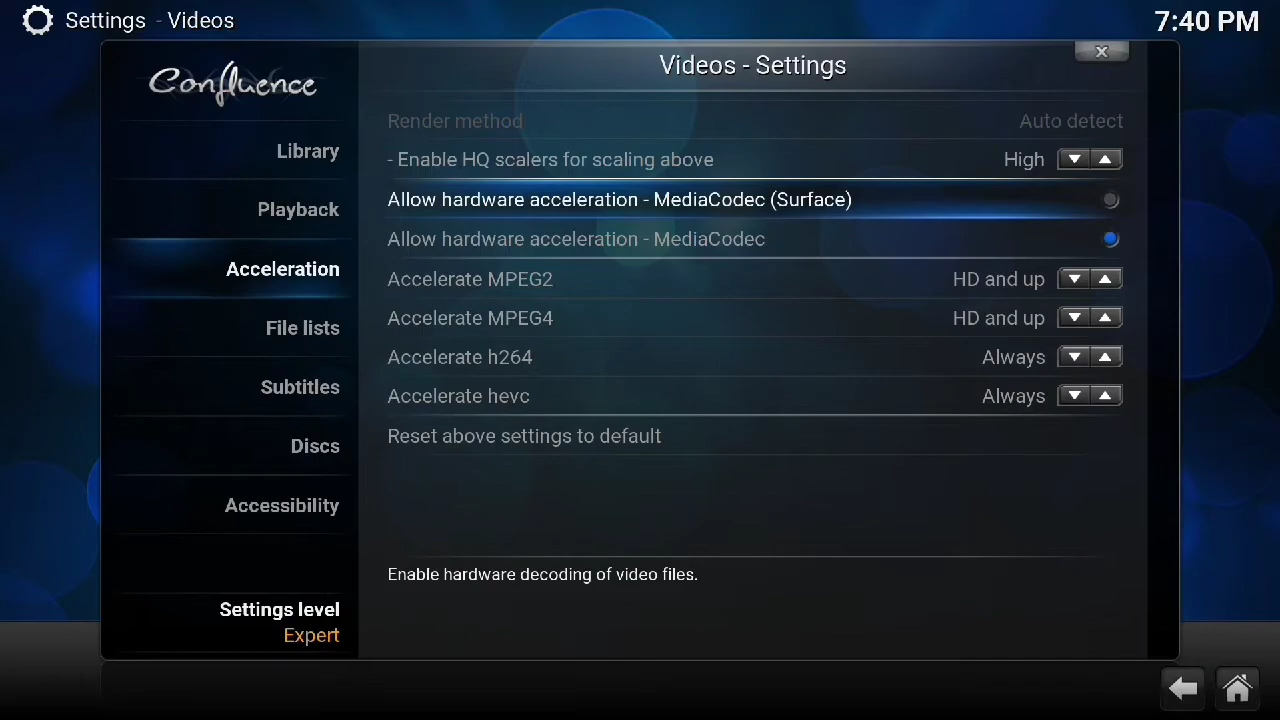 Settings - Videos
7:40 PM
Confluence
Videos - Settings
Library
Playback
Acceleration
File lists
Subtitles
Discs
Accessibility
Settings level
Expert
Render method Auto detect
- Enable HQ scalers for scaling above High
Allow hardware acceleration - MediaCodec (Surface)
Allow hardware acceleration - MediaCodec
Accelerate MPEG2 HD and up
Accelerate MPEG4 HD and up
Accelerate h264 Always
Accelerate hevc Always
Reset above settings to default
Enable hardware decoding of video files.